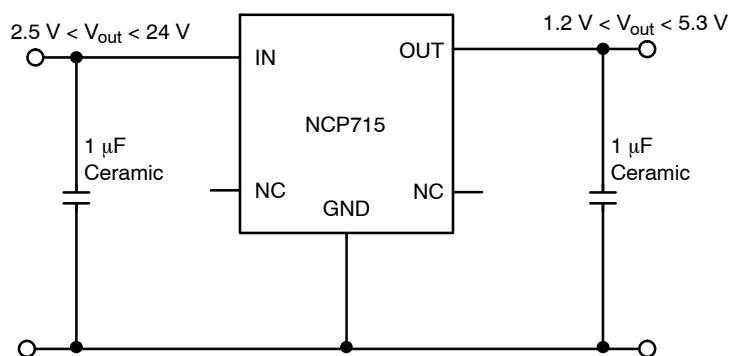 2.5 V < Vout < 24 V
1.2 V < Vout < 5.3 V
IN
OUT
NCP715
1 μF
Ceramic
1 μF
Ceramic
NC
NC
GND